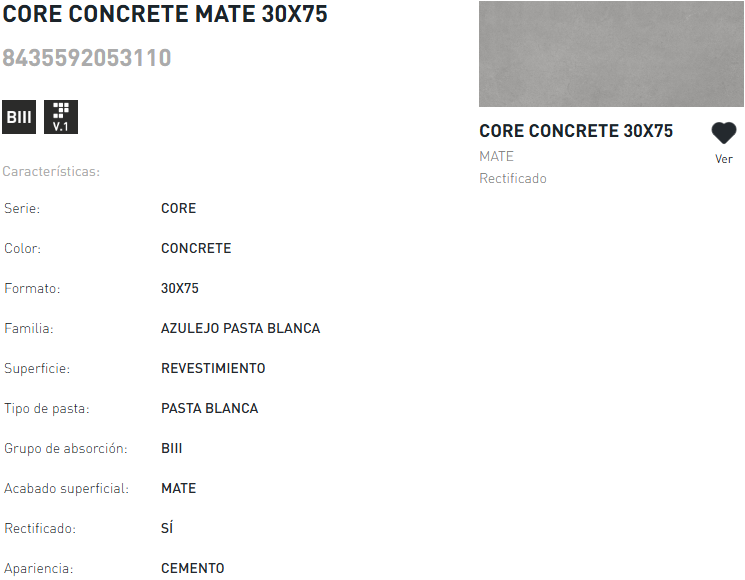 CORE CONCRETE MATE 30X75
8435592053110
BIII
V.1
Características:
Serie: CORE
Color: CONCRETE
Formato: 30X75
Familia: AZULEJO PASTA BLANCA
Superficie: REVESTIMIENTO
Tipo de pasta: PASTA BLANCA
Grupo de absorción: BIII
Acabado superficial: MATE
Rectificado: SÍ
Apariencia: CEMENTO
CORE CONCRETE 30X75
MATE
Rectificado
Ver